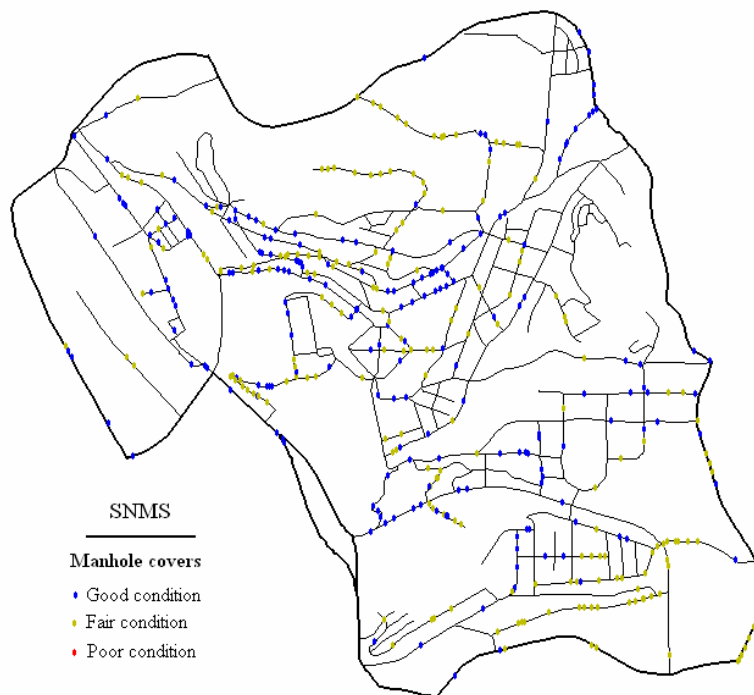 SNMS
Manhole covers
Good condition
Fair condition
Poor condition